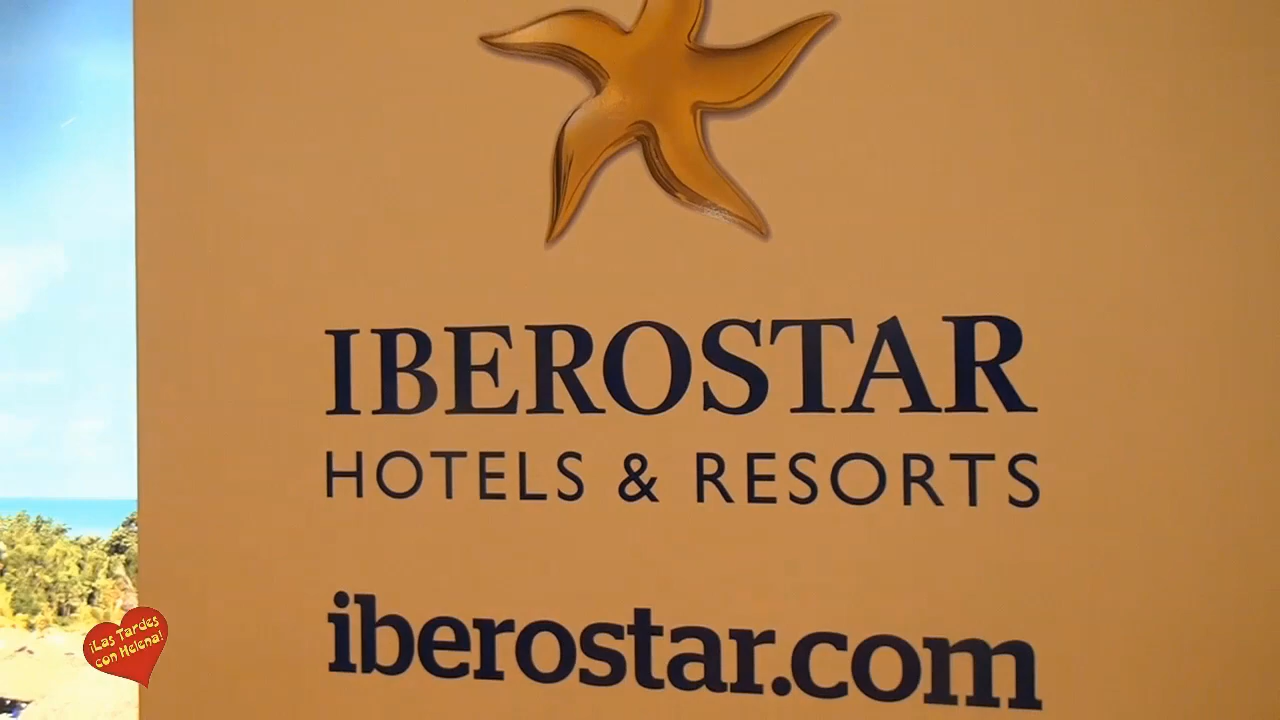 IBEROSTAR
HOTELS & RESORTS
iberostar.com
¡Las Tardes
con Helena!